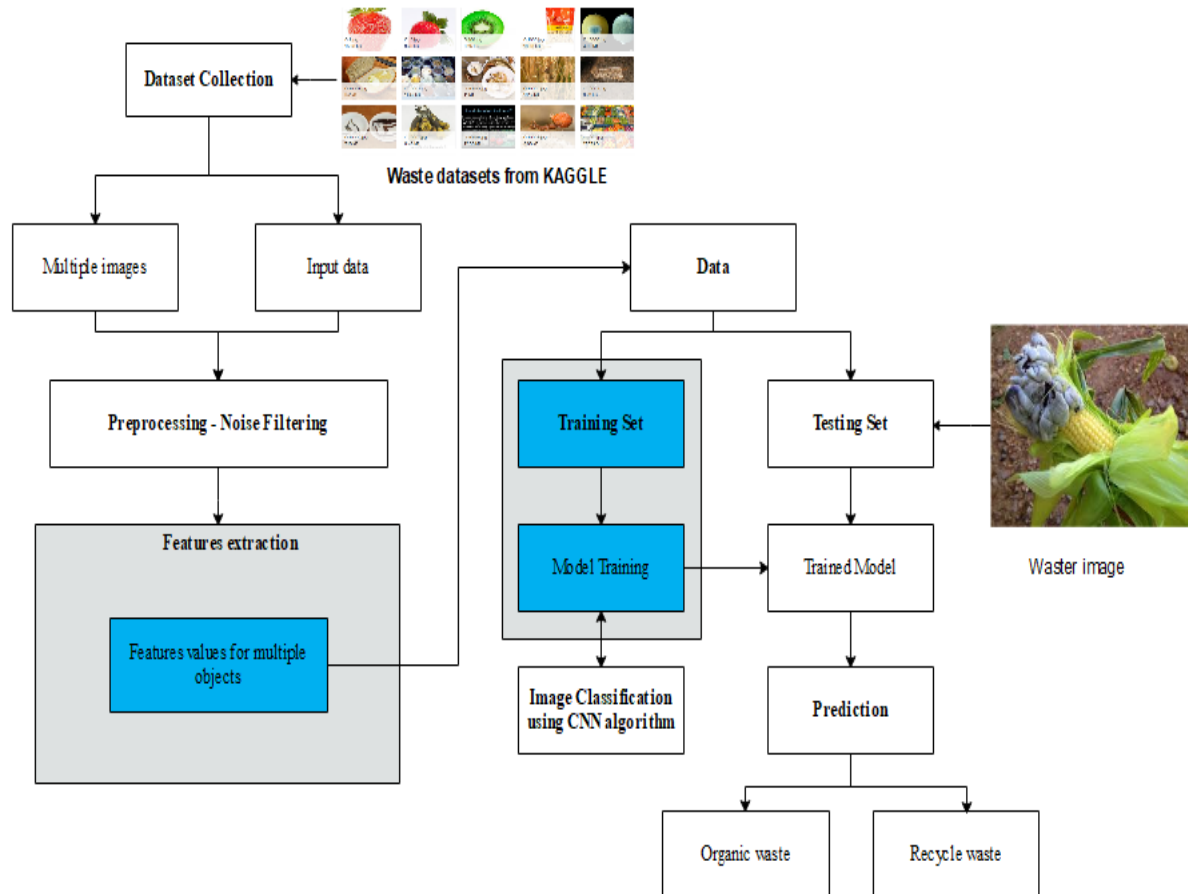 Dataset Collection
Waste datasets from KAGGLE
Multiple images
Input data
Data
Preprocessing - Noise Filtering
Training Set
Testing Set
Features extraction
Model Training
Trained Model
Waster image
Features values for multiple
objects
Image Classification
using CNN algorithm
Prediction
Organic waste
Recycle waste